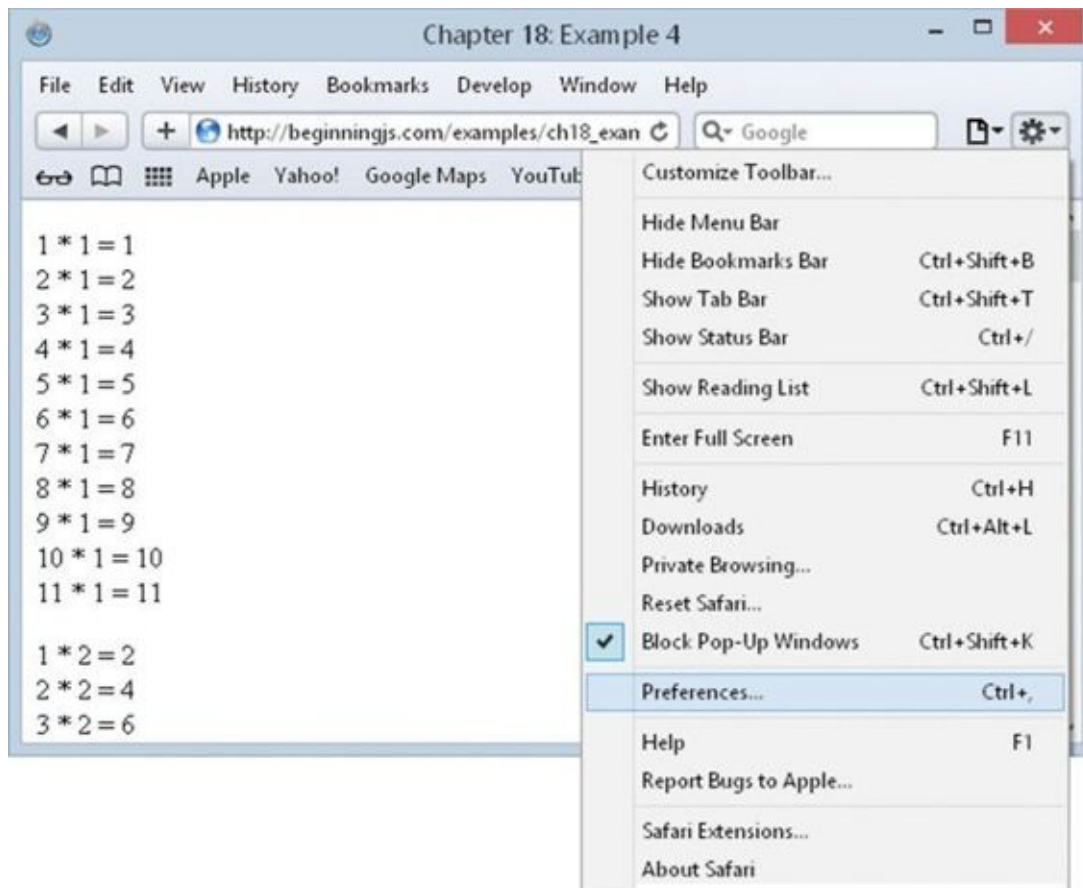 Chapter 18: Example 4
File Edit View History Bookmarks Develop Window Help
http://beginningjs.com/examples/ch18_exan
Google
Apple Yahoo! Google Maps YouTub
1 * 1 = 1
2 * 1 = 2
3 * 1 = 3
4 * 1 = 4
5 * 1 = 5
6 * 1 = 6
7 * 1 = 7
8 * 1 = 8
9 * 1 = 9
10 * 1 = 10
11 * 1 = 11
1 * 2 = 2
2 * 2 = 4
3 * 2 = 6
Customize Toolbar...
Hide Menu Bar
Hide Bookmarks Bar Ctrl+Shift+B
Show Tab Bar Ctrl+Shift+T
Show Status Bar Ctrl+/
Show Reading List Ctrl+Shift+L
Enter Full Screen F11
History Ctrl+H
Downloads Ctrl+Alt+L
Private Browsing...
Reset Safari...
Block Pop-Up Windows Ctrl+Shift+K
Preferences... Ctrl+,
Help F1
Report Bugs to Apple...
Safari Extensions...
About Safari